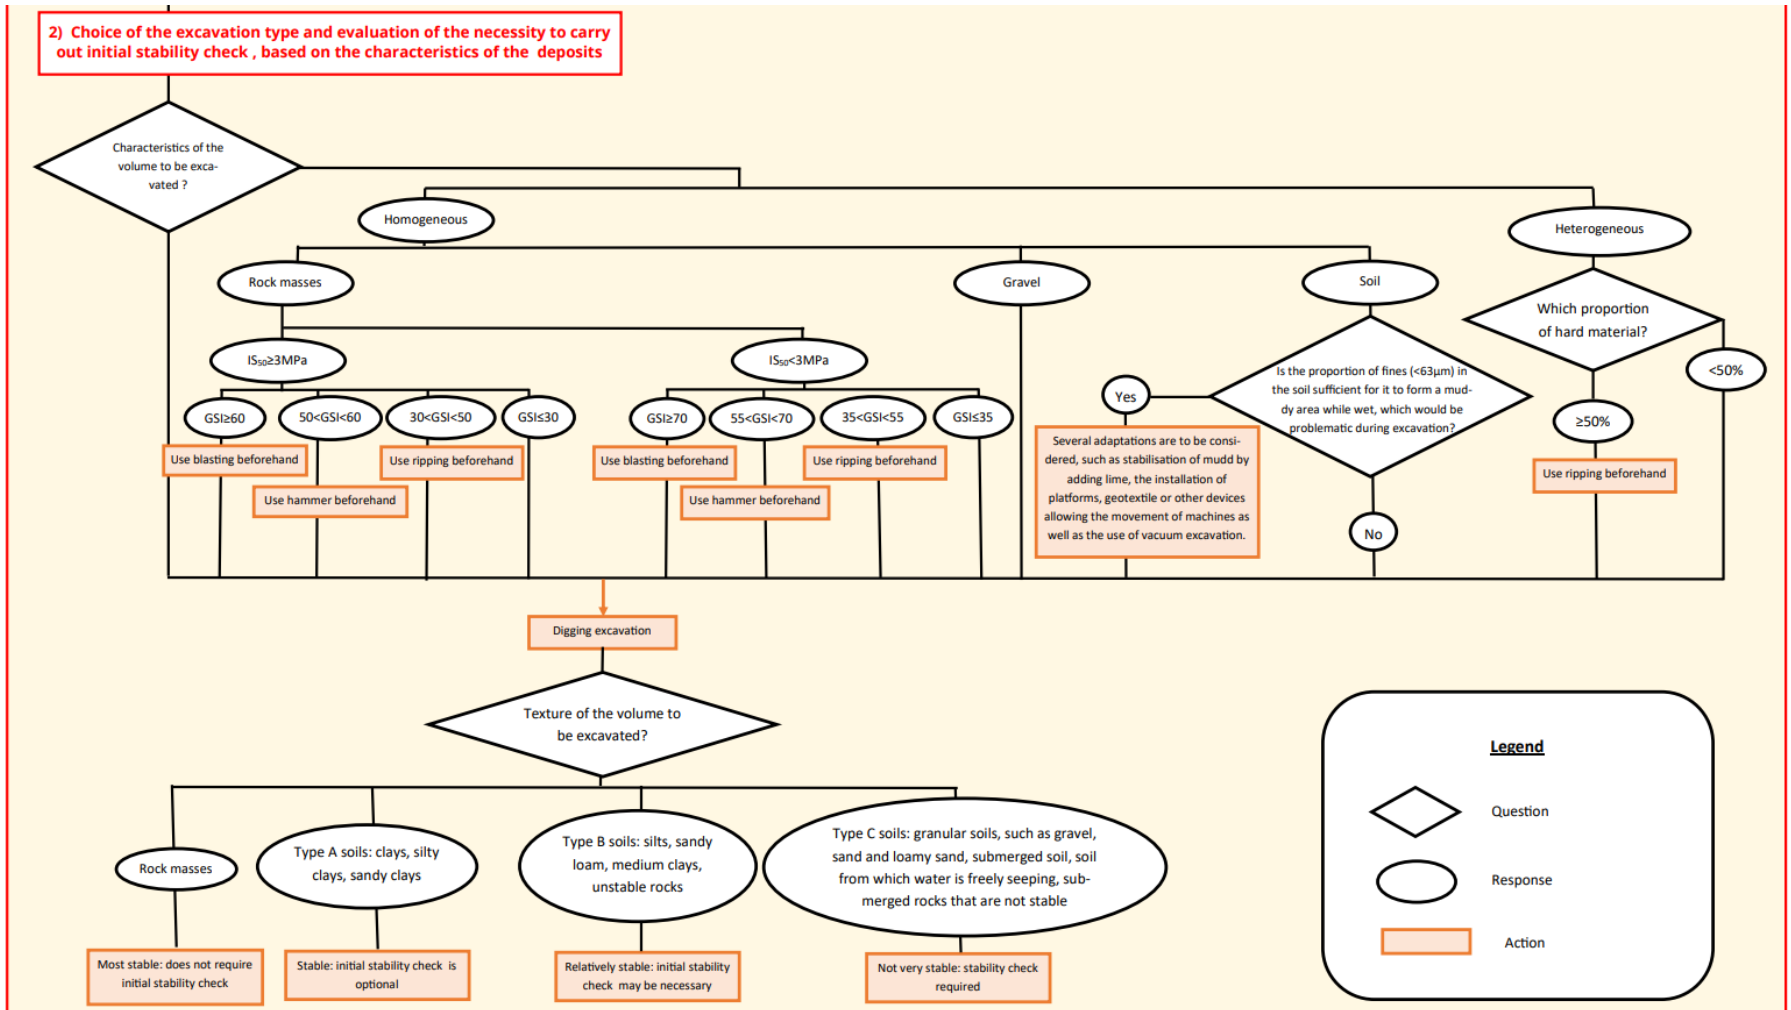 2) Choice of the excavation type and evaluation of the necessity to carry
out initial stability check , based on the characteristics of the deposits
Characteristics of the
volume to be exca-
vated ?
Homogeneous
Heterogeneous
Rock masses
Gravel
Soil
Which proportion
of hard material?
IS₅₀≥3MPa
IS₅₀<3MPa
<50%
Is the proportion of fines (<63µm) in
the soil sufficient for it to form a mud-
dy area while wet, which would be
problematic during excavation?
Yes
≥50%
GSI≥60
50<GSI<60
30<GSI<50
GSI≤30
GSI≥70
55<GSI<70
35<GSI<55
GSI≤35
Use blasting beforehand
Use ripping beforehand
Use blasting beforehand
Use ripping beforehand
Use hammer beforehand
Use hammer beforehand
Several adaptations are to be consi-
dered, such as stabilisation of mudd by
adding lime, the installation of
platforms, geotextile or other devices
allowing the movement of machines as
well as the use of vacuum excavation.
Use ripping beforehand
No
Digging excavation
Texture of the volume to
be excavated?
Rock masses
Type A soils: clays, silty
clays, sandy clays
Type B soils: silts, sandy
loam, medium clays,
unstable rocks
Type C soils: granular soils, such as gravel,
sand and loamy sand, submerged soil, soil
from which water is freely seeping, sub-
merged rocks that are not stable
Most stable: does not require
initial stability check
Stable: initial stability check is
optional
Relatively stable: initial stability
check may be necessary
Not very stable: stability check
required
Legend
Question
Response
Action